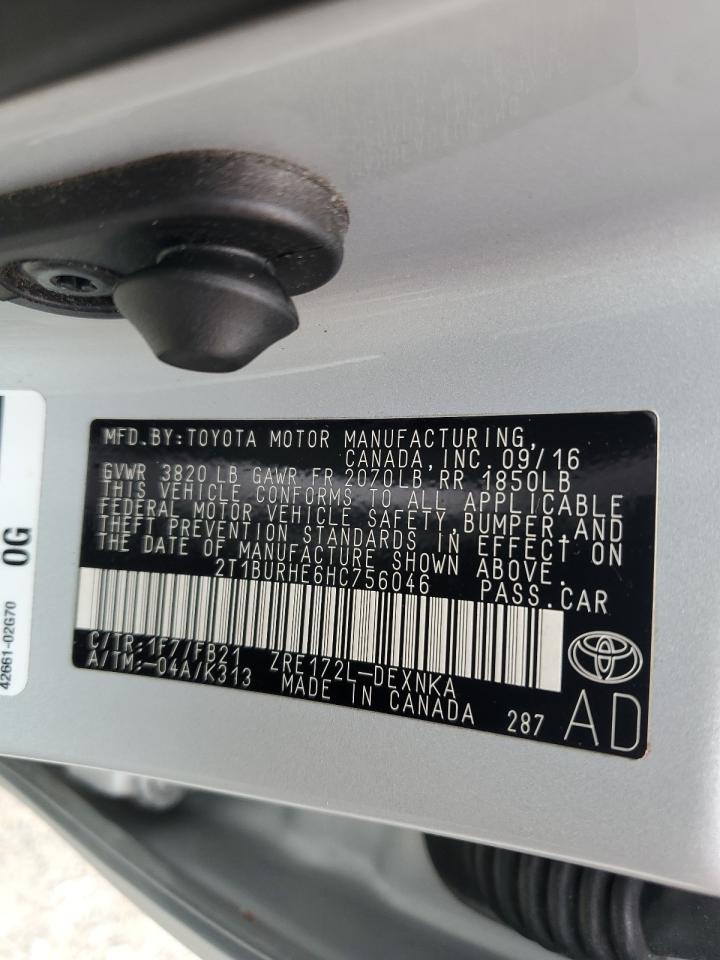 MFD.BY:TOYOTA MOTOR MANUFACTURING,
CANADA, INC. 09/16
GVWR 3820 LB GAWR FR 2070LB RR 1850LB
THIS VEHICLE CONFORMS TO ALL APPLICABLE
FEDERAL MOTOR VEHICLE SAFETY, BUMPER, AND
THEFT PREVENTION STANDARDS IN EFFECT ON
THE DATE OF MANUFACTURE SHOWN ABOVE.
2T1BURHE6HC756046 PASS.CAR
C/TR:1F7/FB21 ZRE172L-DEXNKA
A/TM:-04A/K313 MADE IN CANADA 287
AD
0G
42661-02G70